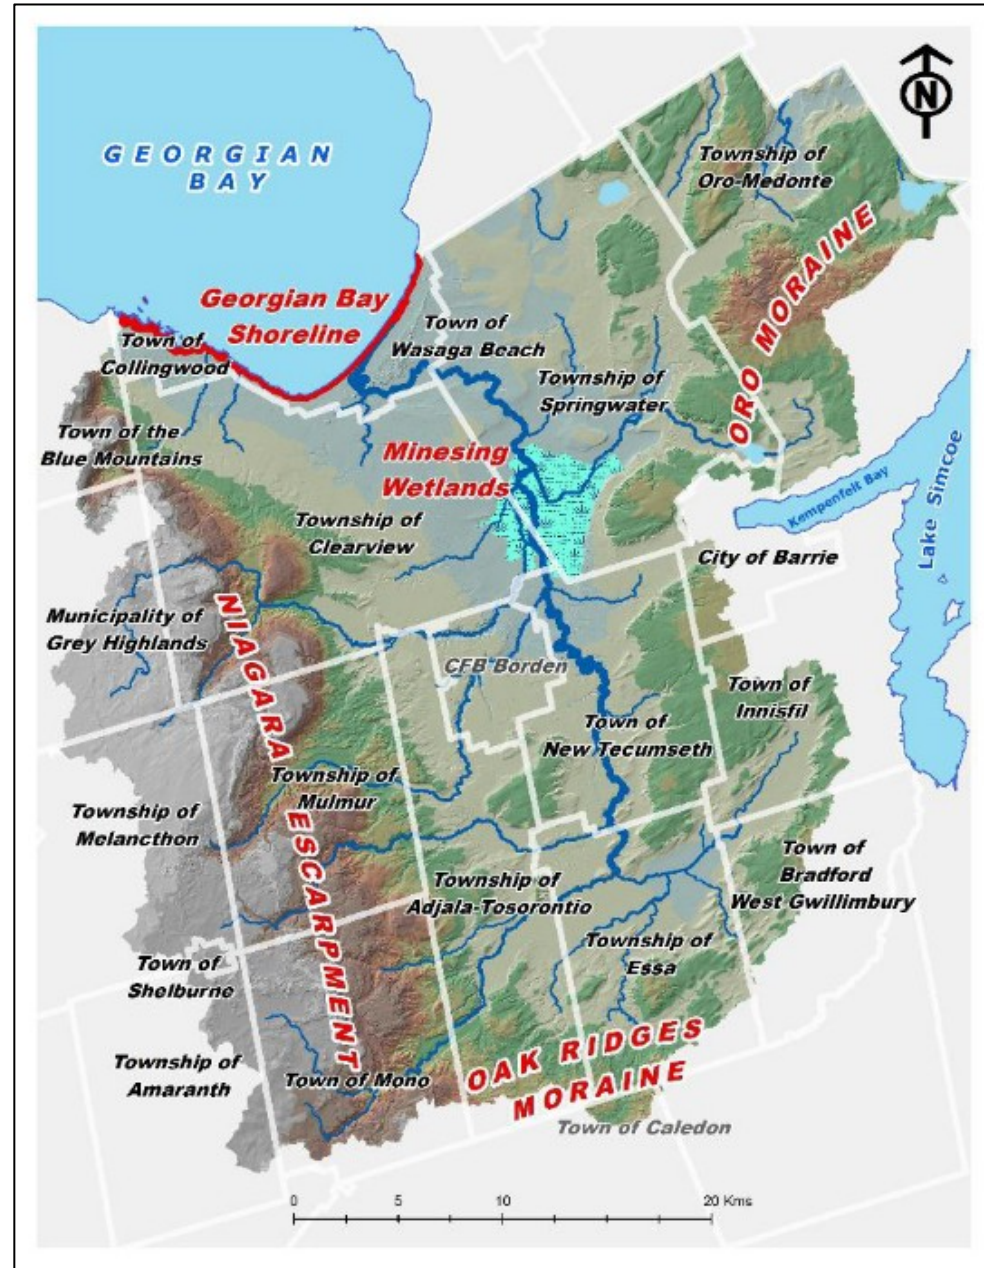 N
GEORGIAN
BAY
Township of
Oro-Medonte
ORO MORAINE
Georgian Bay
Shoreline
Town of
Collingwood
Town of
Wasaga Beach
Township of
Springwater
Town of the
Blue Mountains
Minesing
Wetlands
Kempenfelt Bay
Lake Simcoe
Township of
Clearview
City of Barrie
Municipality of
Grey Highlands
NIAGARA ESCARPMENT
CFB Borden
Town of
Innisfil
Town of
New Tecumseth
Township of
Mulmur
Township of
Melancthon
Town of
Bradford
West Gwillimbury
Township of
Adjala-Tosorontio
Township of
Essa
Town of
Shelburne
Township of
Amaranth
Town of Mono
OAK RIDGES
MORAINE
Town of Caledon
0 5 10 20 Kms